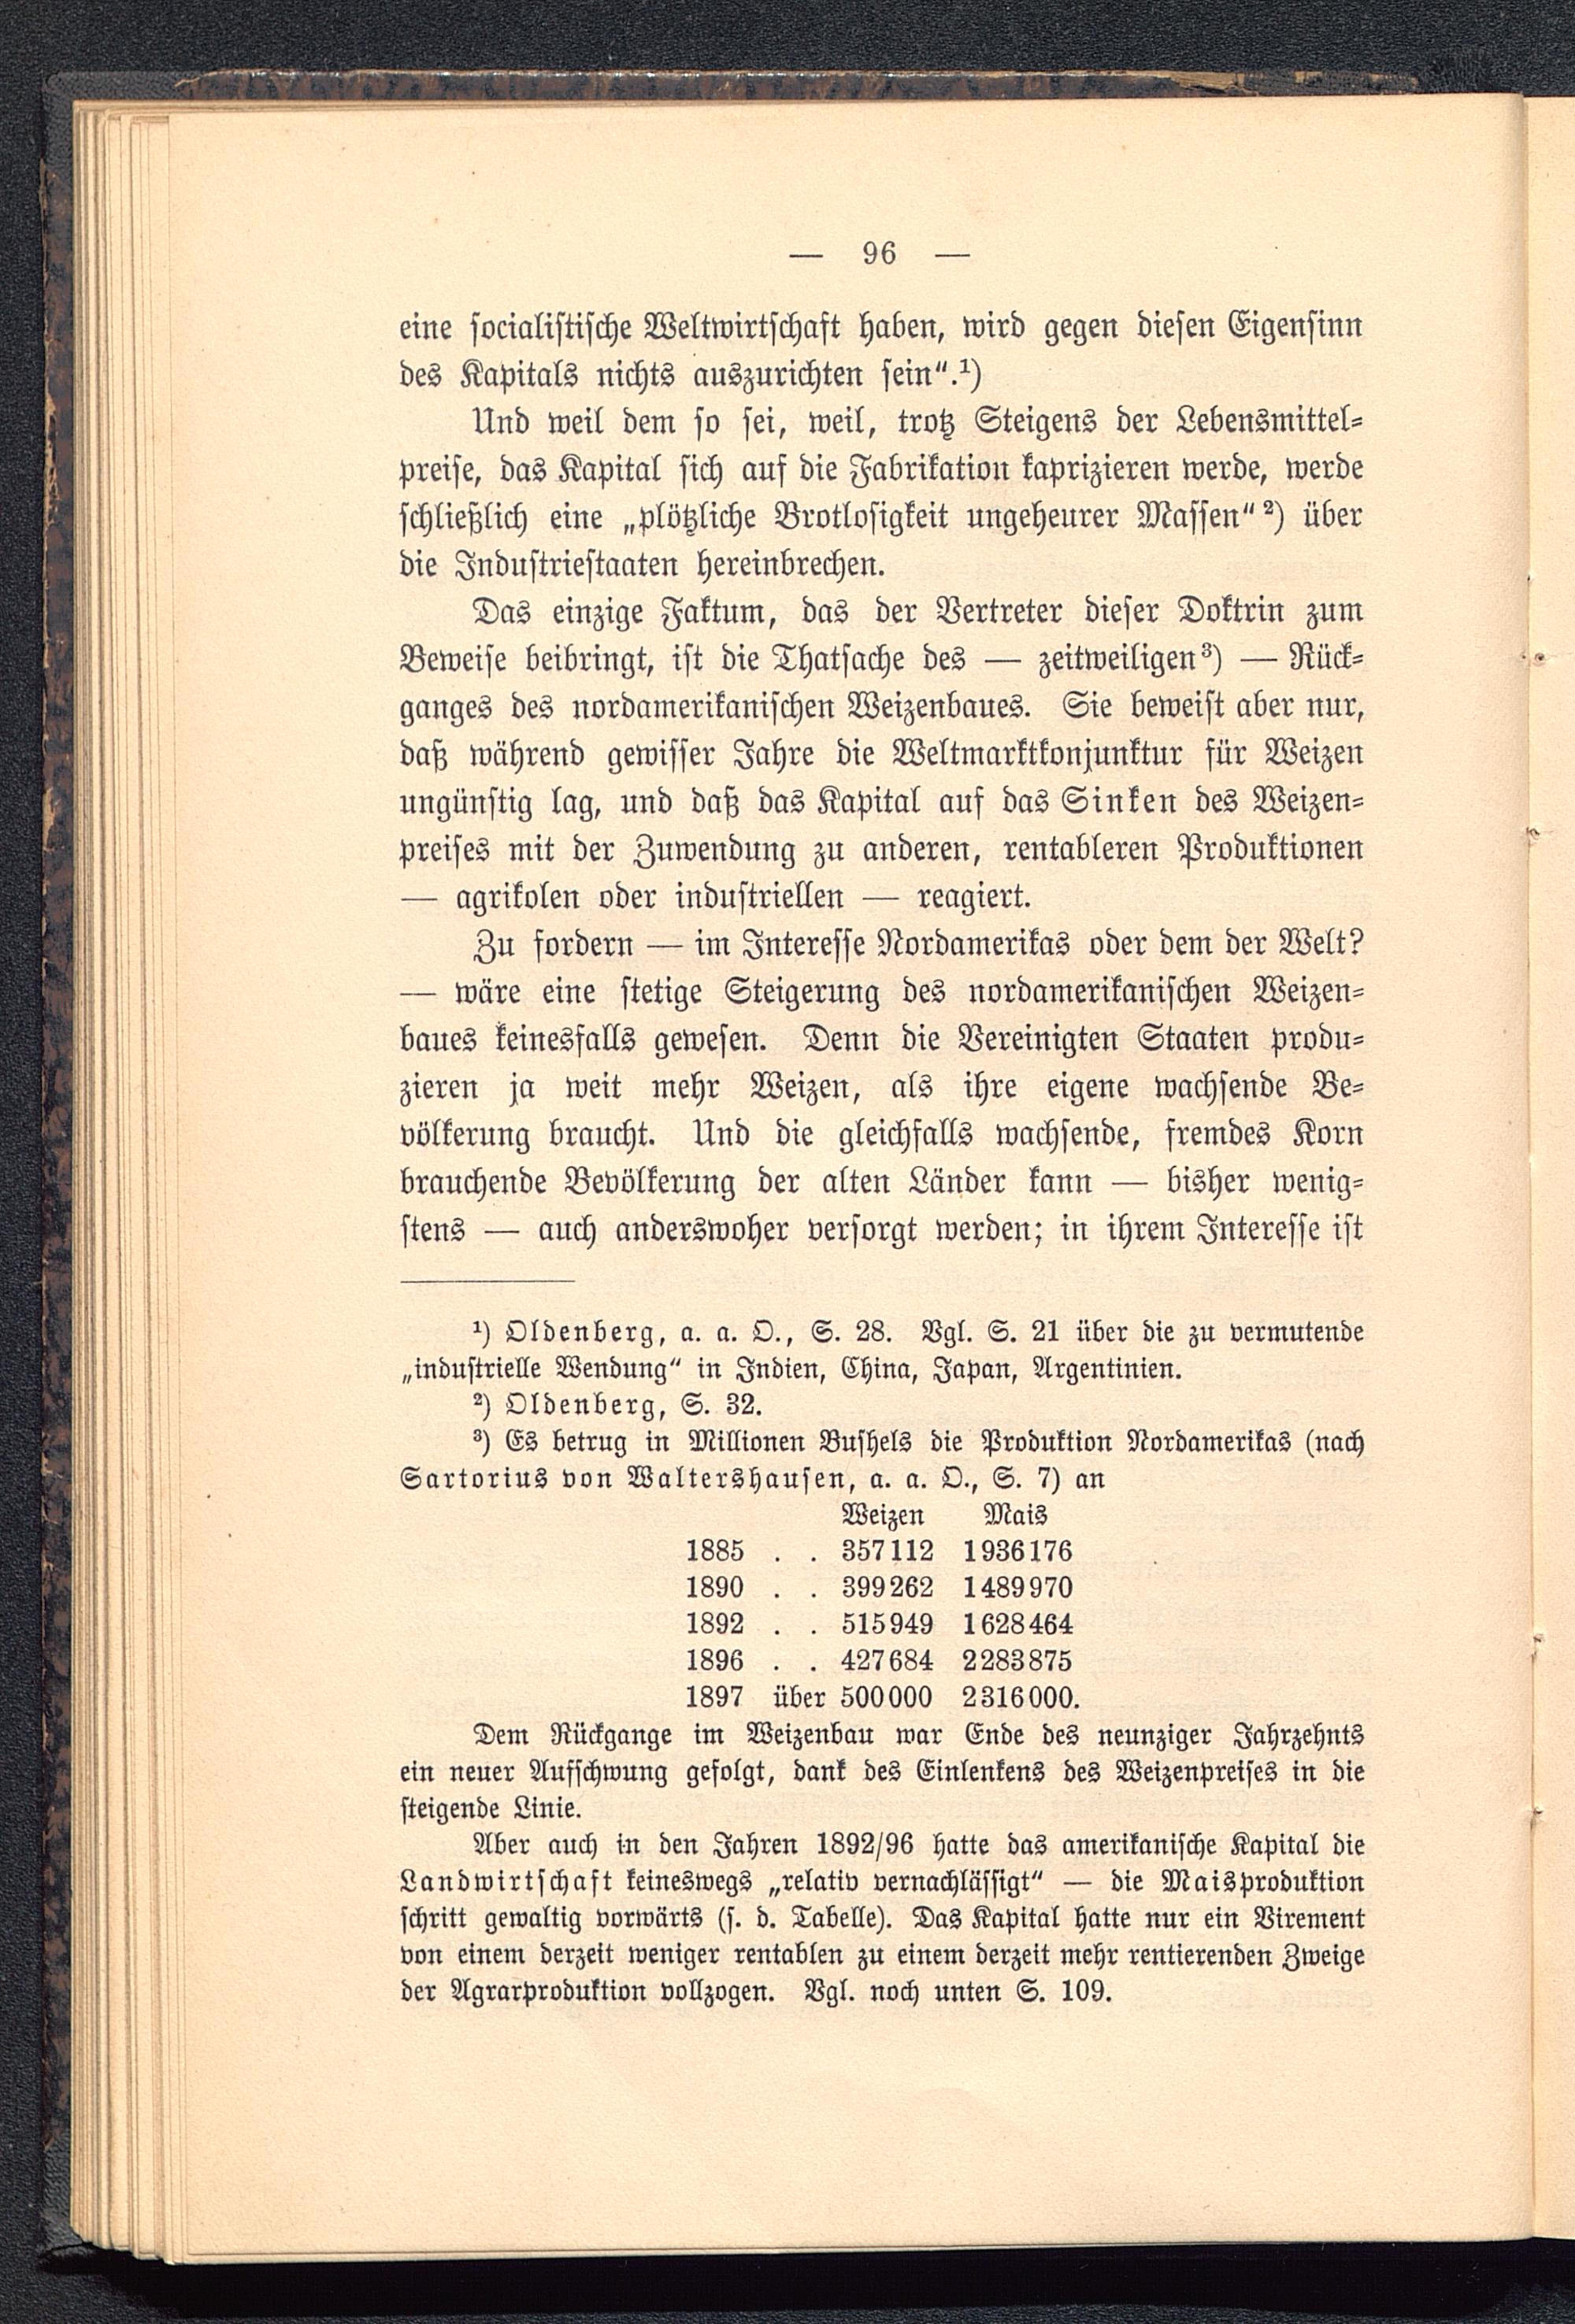 — 96 —
eine socialistische Weltwirtschaft haben, wird gegen diesen Eigensinn
des Kapitals nichts auszurichten sein“.¹)
Und weil dem so sei, weil, trotz Steigens der Lebensmittel-
preise, das Kapital sich auf die Fabrikation kaprizieren werde, werde
schließlich eine „plötzliche Brotlosigkeit ungeheurer Massen“²) über
die Industriestaaten hereinbrechen.
Das einzige Faktum, das der Vertreter dieser Doktrin zum
Beweise beibringt, ist die Thatsache des — zeitweiligen³) — Rück-
ganges des nordamerikanischen Weizenbaues. Sie beweist aber nur,
daß während gewisser Jahre die Weltmarktkonjunktur für Weizen
ungünstig lag, und daß das Kapital auf das Sinken des Weizen-
preises mit der Zuwendung zu anderen, rentableren Produktionen
— agrikolen oder industriellen — reagiert.
Zu fordern — im Interesse Nordamerikas oder dem der Welt?
— wäre eine stetige Steigerung des nordamerikanischen Weizen-
baues keinesfalls gewesen. Denn die Vereinigten Staaten produ-
zieren ja weit mehr Weizen, als ihre eigene wachsende Be-
völkerung braucht. Und die gleichfalls wachsende, fremdes Korn
brauchende Bevölkerung der alten Länder kann — bisher wenig-
stens — auch anderswoher versorgt werden; in ihrem Interesse ist
¹) Oldenberg, a. a. O., S. 28. Vgl. S. 21 über die zu vermutende
„industrielle Wendung“ in Indien, China, Japan, Argentinien.
²) Oldenberg, S. 32.
³) Es betrug in Millionen Bushels die Produktion Nordamerikas (nach
Sartorius von Waltershausen, a. a. O., S. 7) an
Weizen Mais
1885 . . 357112 1936176
1890 . . 399262 1489970
1892 . . 515949 1628464
1896 . . 427684 2283875
1897 über 500000 2316000.
Dem Rückgange im Weizenbau war Ende des neunziger Jahrzehnts
ein neuer Aufschwung gefolgt, dank des Einlenkens des Weizenpreises in die
steigende Linie.
Aber auch in den Jahren 1892/96 hatte das amerikanische Kapital die
Landwirtschaft keineswegs „relativ vernachlässigt“ — die Maisproduktion
schritt gewaltig vorwärts (s. d. Tabelle). Das Kapital hatte nur ein Virement
von einem derzeit weniger rentablen zu einem derzeit mehr rentierenden Zweige
der Agrarproduktion vollzogen. Vgl. noch unten S. 109.